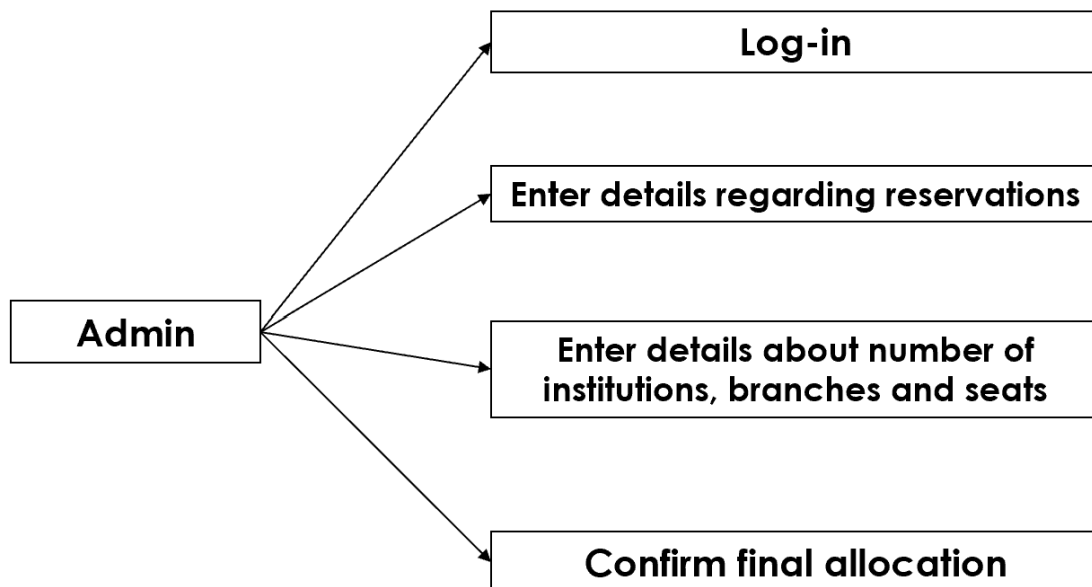 Log-in
Enter details regarding reservations
Admin
Enter details about number of
institutions, branches and seats
Confirm final allocation